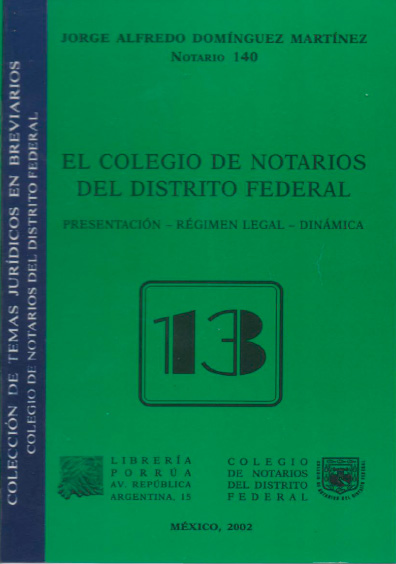 JORGE ALFREDO DOMÍNGUEZ MARTÍNEZ
NOTARIO 140
EL COLEGIO DE NOTARIOS
DEL DISTRITO FEDERAL
PRESENTACIÓN – RÉGIMEN LEGAL – DINÁMICA
13
LIBRERÍA
PORRÚA
AV. REPÚBLICA
ARGENTINA, 15
COLEGIO
DE NOTARIOS
DEL DISTRITO
FEDERAL
MÉXICO, 2002
COLECCIÓN DE TEMAS JURÍDICOS EN BREVIARIOS
COLEGIO DE NOTARIOS DEL DISTRITO FEDERAL